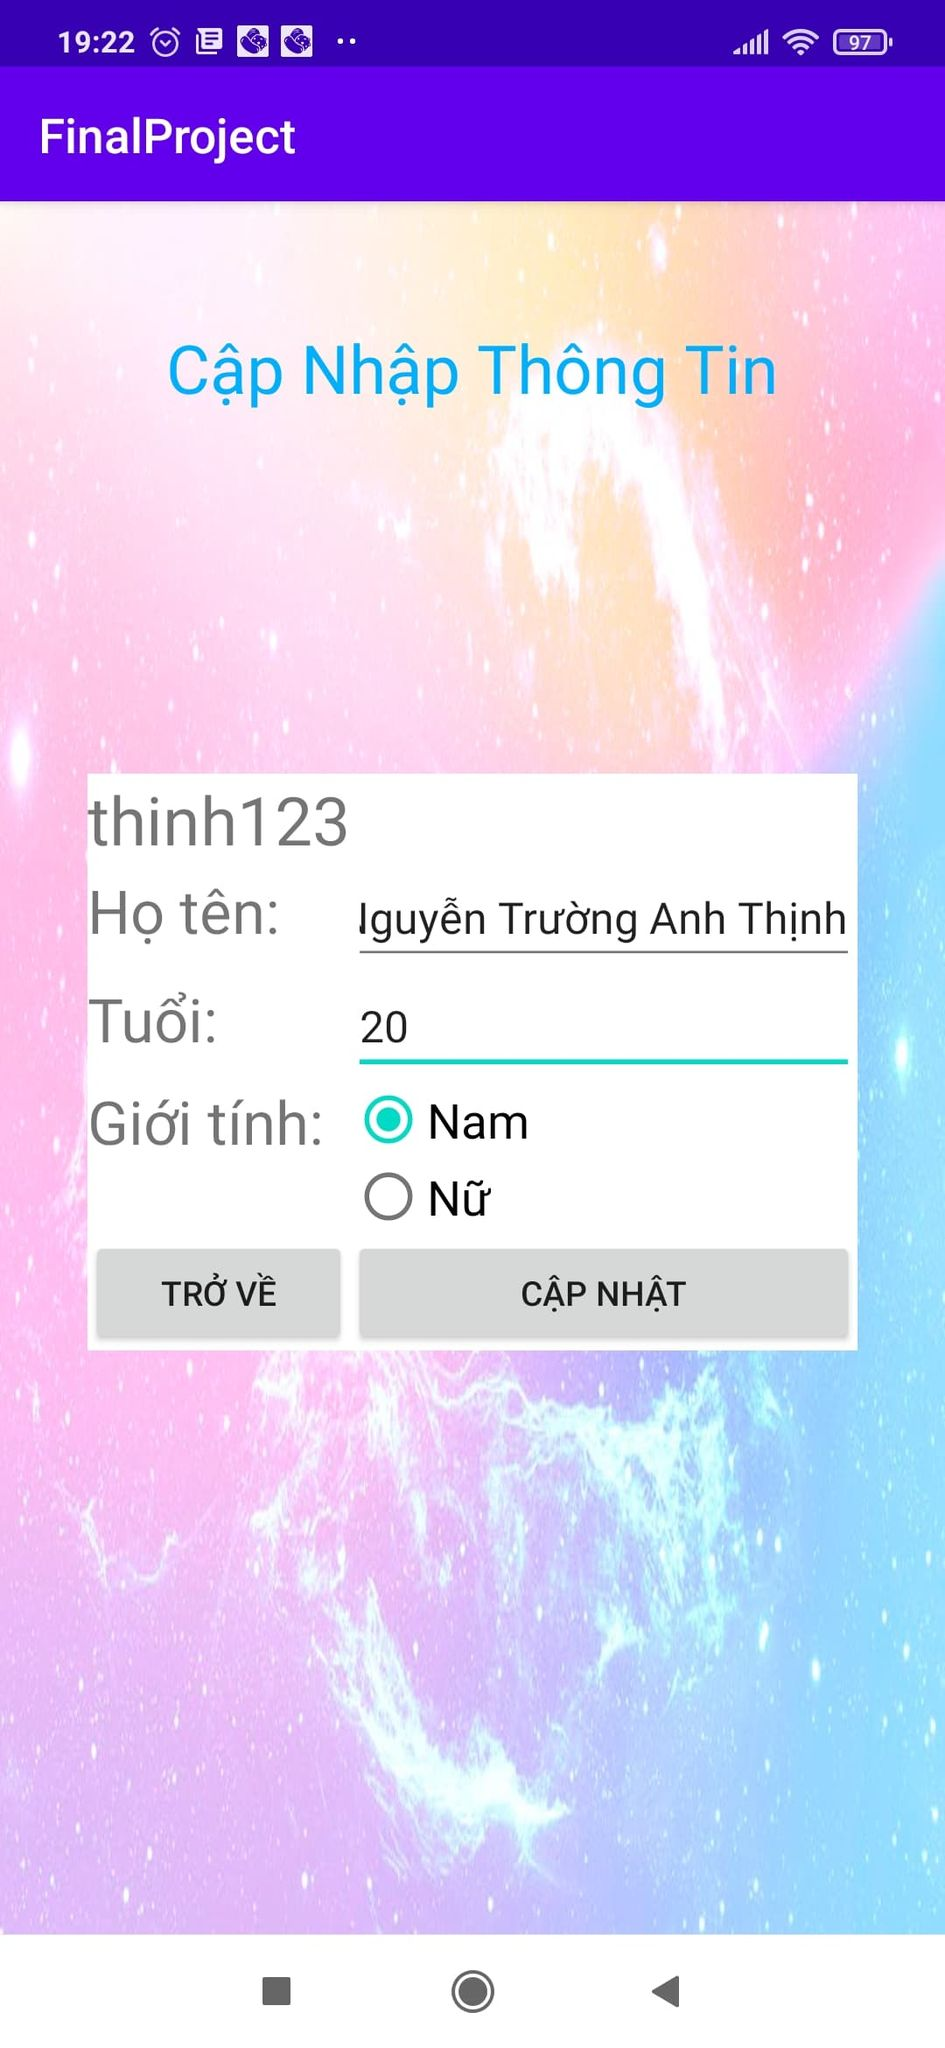 19:22
97
FinalProject
Cập Nhập Thông Tin
thinh123
Họ tên: Nguyễn Trường Anh Thịnh
Tuổi: 20
Giới tính: Nam
Nữ
TRỞ VỀ CẬP NHẬT